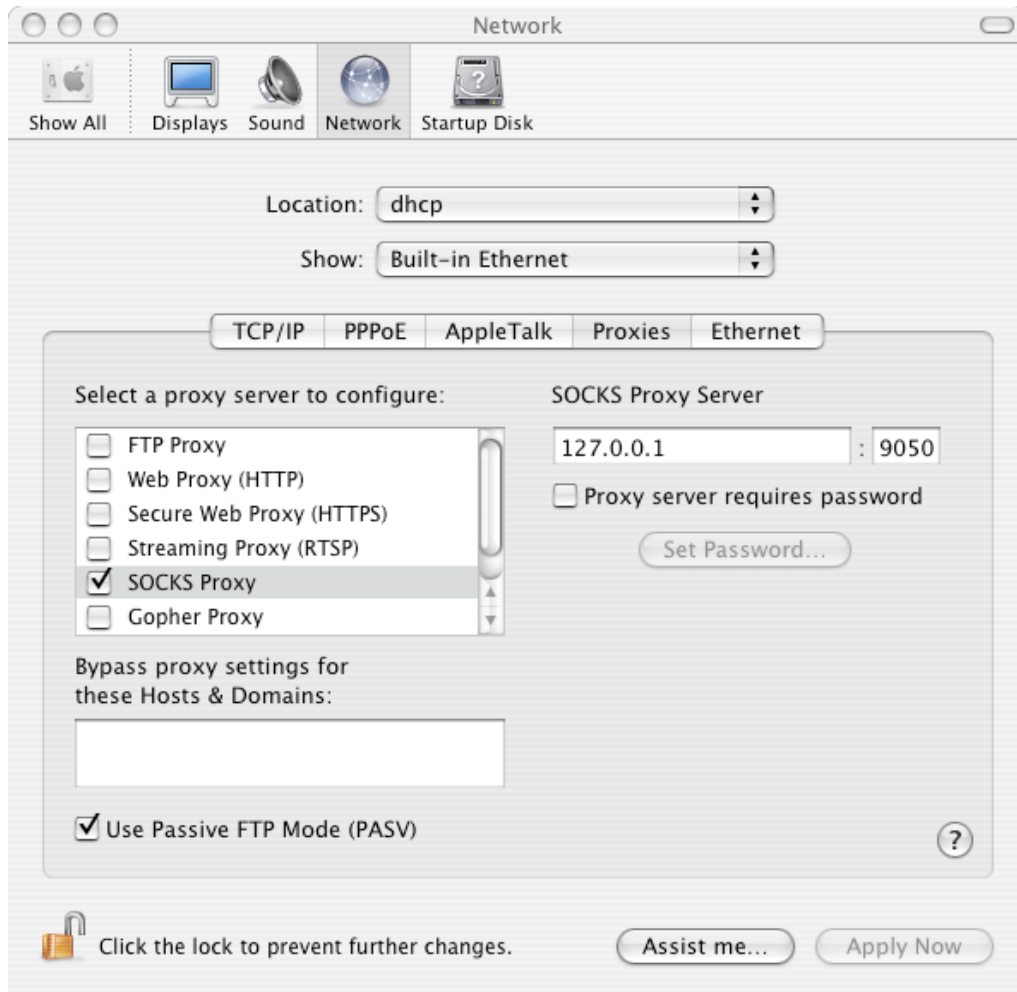 Network
Show All Displays Sound Network Startup Disk
Location: dhcp
Show: Built-in Ethernet
TCP/IP PPPoE AppleTalk Proxies Ethernet
Select a proxy server to configure:
FTP Proxy
Web Proxy (HTTP)
Secure Web Proxy (HTTPS)
Streaming Proxy (RTSP)
SOCKS Proxy
Gopher Proxy
SOCKS Proxy Server
127.0.0.1 : 9050
Proxy server requires password
Set Password...
Bypass proxy settings for
these Hosts & Domains:
Use Passive FTP Mode (PASV)
?
Click the lock to prevent further changes.
Assist me... Apply Now